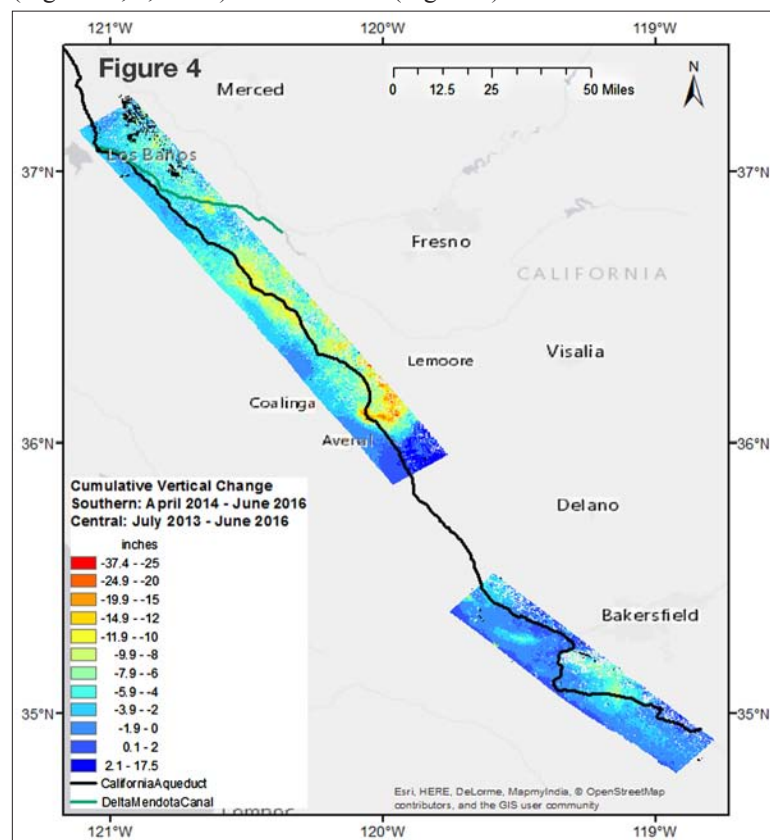 121°W 120°W 119°W
Figure 4
Merced
N
0 12.5 25 50 Miles
Los Baños
37°N 37°N
Fresno
CALIFORNIA
Visalia
Lemoore
Coalinga
36°N Avenal 36°N
Cumulative Vertical Change
Southern: April 2014 - June 2016
Central: July 2013 - June 2016
inches
-37.4 - -25
-24.9 - -20
-19.9 - -15
-14.9 - -12
-11.9 - -10
-9.9 - -8
-7.9 - -6
-5.9 - -4
-3.9 - -2
-1.9 - 0
0.1 - 2
2.1 - 17.5
CaliforniaAqueduct
DeltaMendotaCanal
Delano
Bakersfield
35°N 35°N
Esri, HERE, DeLorme, MapmyIndia, © OpenStreetMap
contributors, and the GIS user community
121°W 120°W 119°W